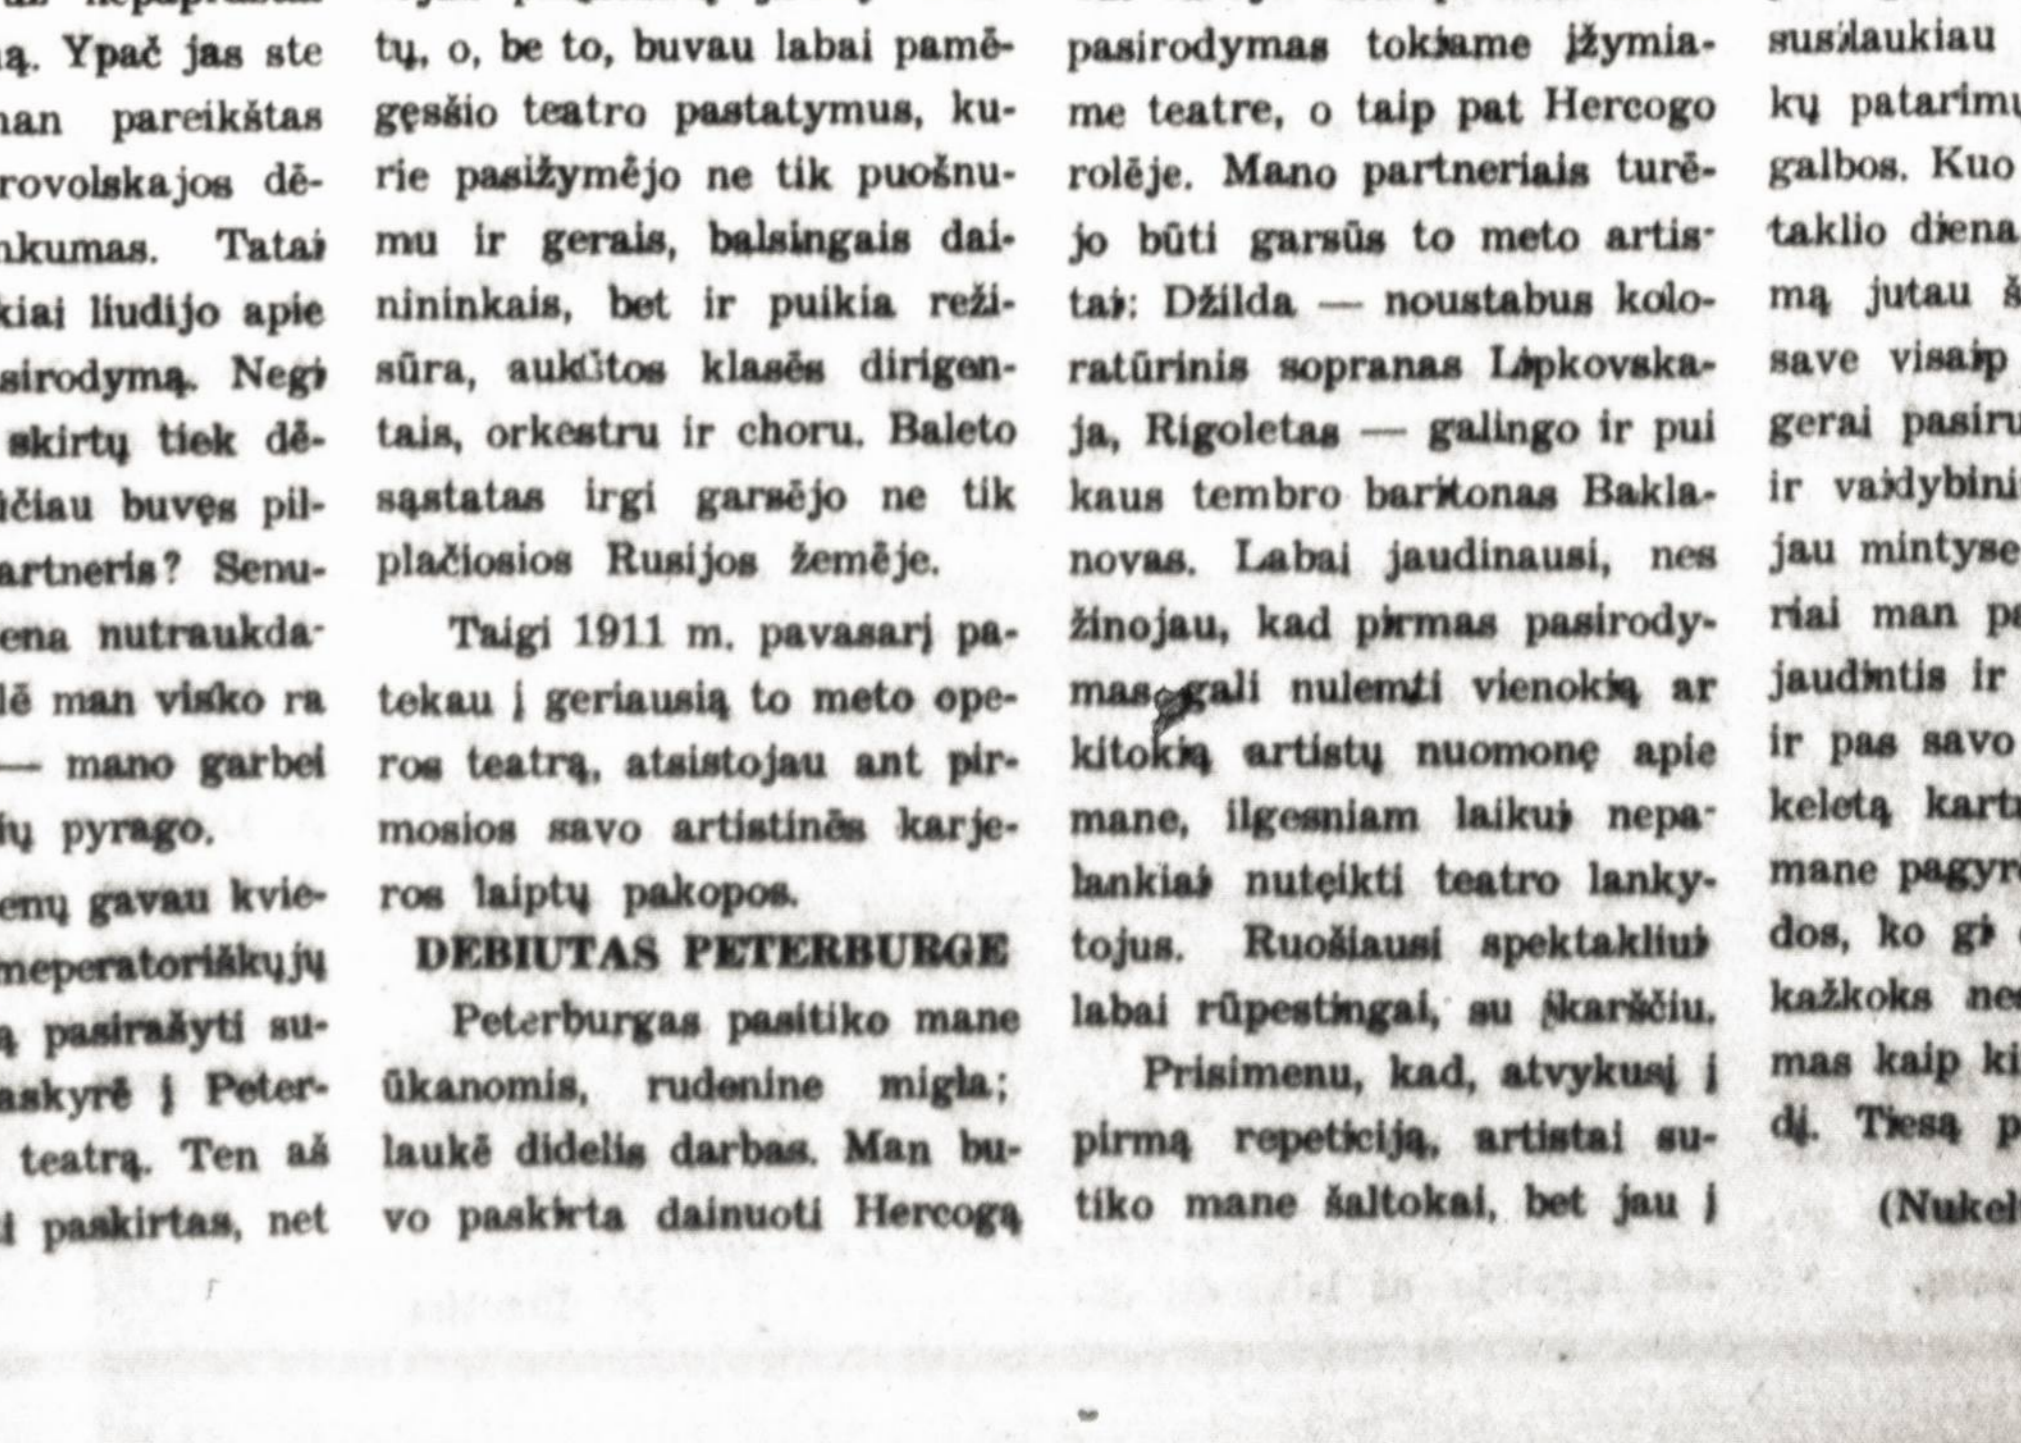 ą. Ypač jas ste
pareikštas
rovolskajos dė-
nkumas. Tatai
kiai liudijo apie
sirodymą. Negi
skirtų tiek dė-
čiau buvęs pil-
artneris? Senu-
ena nutraukda-
lė man visko ra
— mano garbei
ių pyrago.
enų gavau kvie-
meperatoriškųjų
ą pasirašyti su-
askyrė į Peter-
teatrą. Ten aš
i paskirtas, net
tų, o, be to, buvau labai pamė-
gęsšio teatro pastatymus, ku-
rie pasižymėjo ne tik puošnu-
mu ir gerais, balsingais dai-
nininkais, bet ir puikia reži-
sūra, klasės dirigen-
tais, orkestru ir choru. Baleto
sąstatas irgi garsėjo ne tik
plačiosios Rusijos žemėje.
Taigi 1911 m. pavasarį pa-
tekau į geriausią to meto ope-
ros teatrą, atsistojau ant pir-
mosios savo artistinės karje-
ros laiptų pakopos.
DEBIUTAS PETERBURGE
Peterburgas pasitiko mane
ūkanomis, rudenine migla;
laukė didelis darbas. Man bu-
vo paskirta dainuoti Hercogą
pasirodymas tokiame įžymia-
me teatre, o taip pat Hercogo
rolėje. Mano partneriais turė-
jo būti garsūs to meto artis-
tai: Džilda — noustabus kolo-
ratūrinis sopranas Lipkovska-
ja, Rigoletas — galingo ir pui
kaus tembro baritonas Bakla-
novas. Labai jaudinausi, nes
žinojau, kad pirmas pasirody-
mas gali nulemti vienokią ar
kitokią artistų nuomonę apie
mane, ilgesniam laikui nepa-
lankiai nuteikti teatro lanky-
tojus. Ruošiausi spektakliui
labai rūpestingai, su įkarščiu.
Prisimenu, kad, atvykusį į
pirmą repeticiją, artistai su-
tiko mane šaltokai, bet jau į
susilaukiau
kų patarimų
galbos. Kuo
taklio diena
mą jutau š
save visaip
gerai pasiru
ir vaidybini
jau mintyse
riai man pa
jaudintis ir
ir pas savo
keletą kart
mane pagyr
dos, ko gi
kažkoks ne
mas kaip ki
dį. Tiesą p
(Nukel